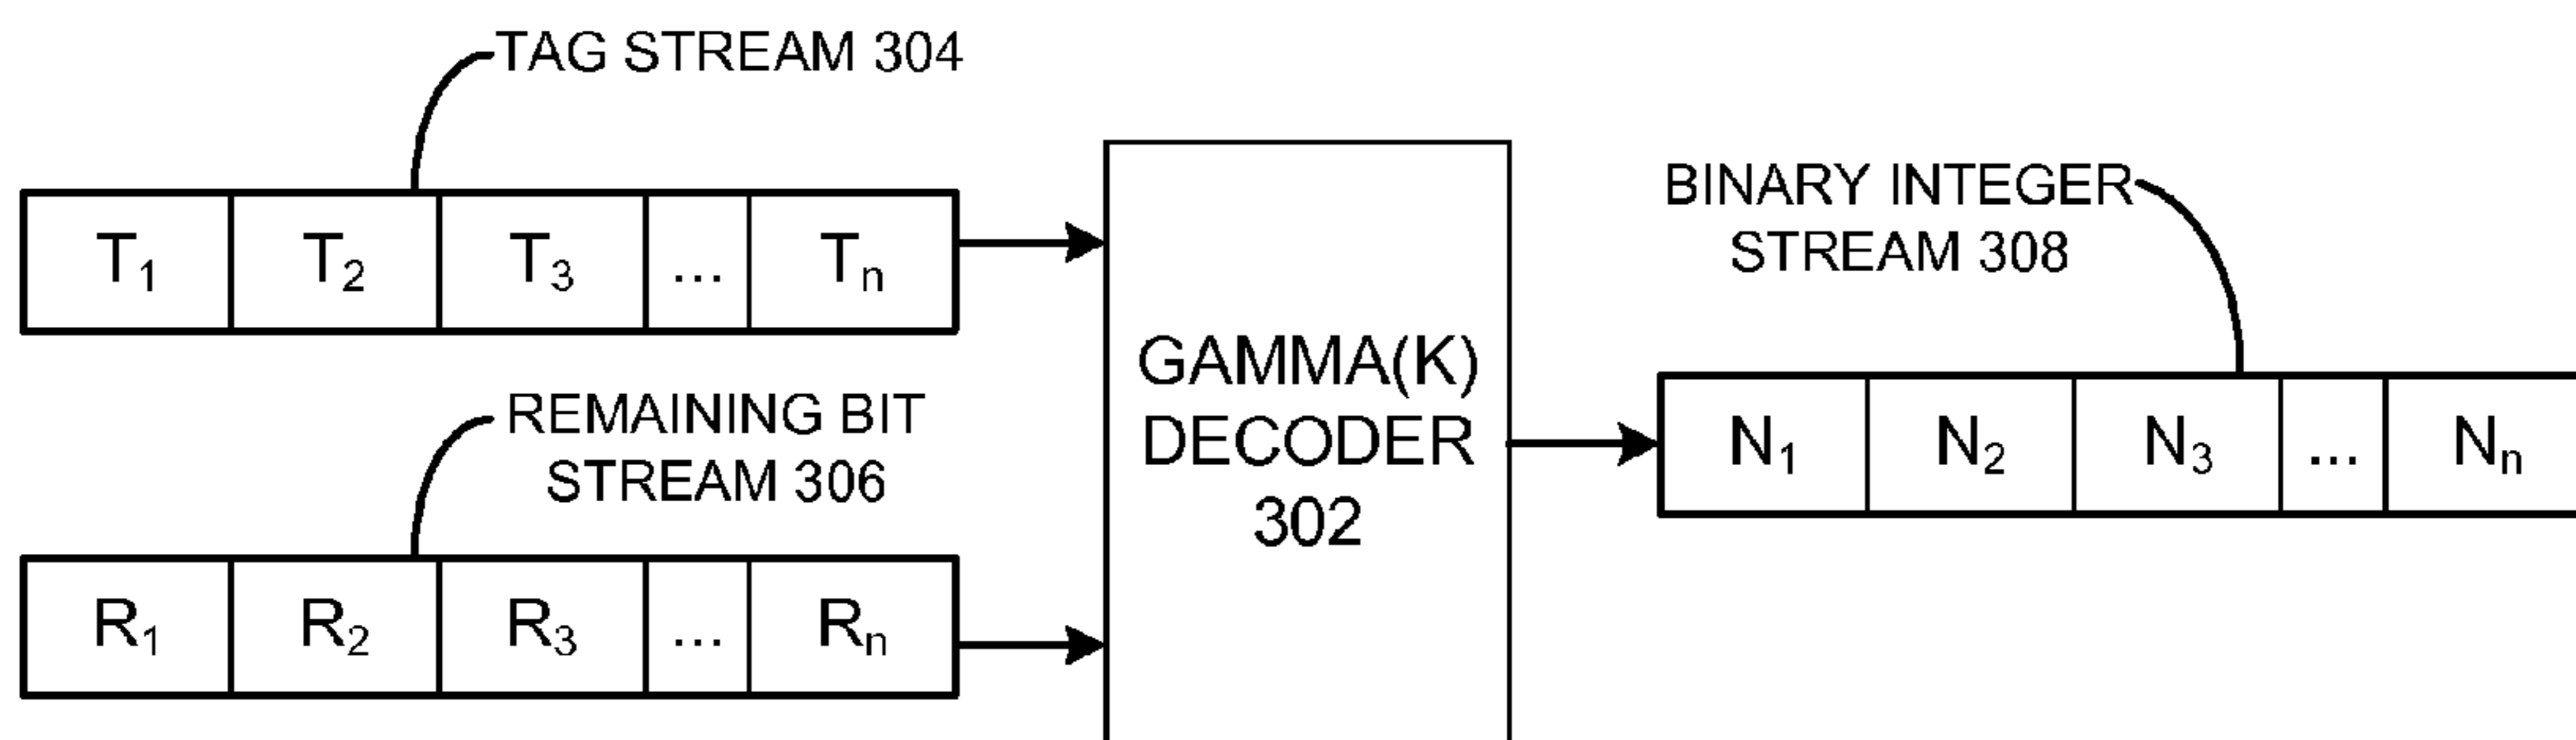 TAG STREAM 304
T1 T2 T3 ... Tn
REMAINING BIT
STREAM 306
R1 R2 R3 ... Rn
GAMMA(K)
DECODER
302
BINARY INTEGER
STREAM 308
N1 N2 N3 ... Nn